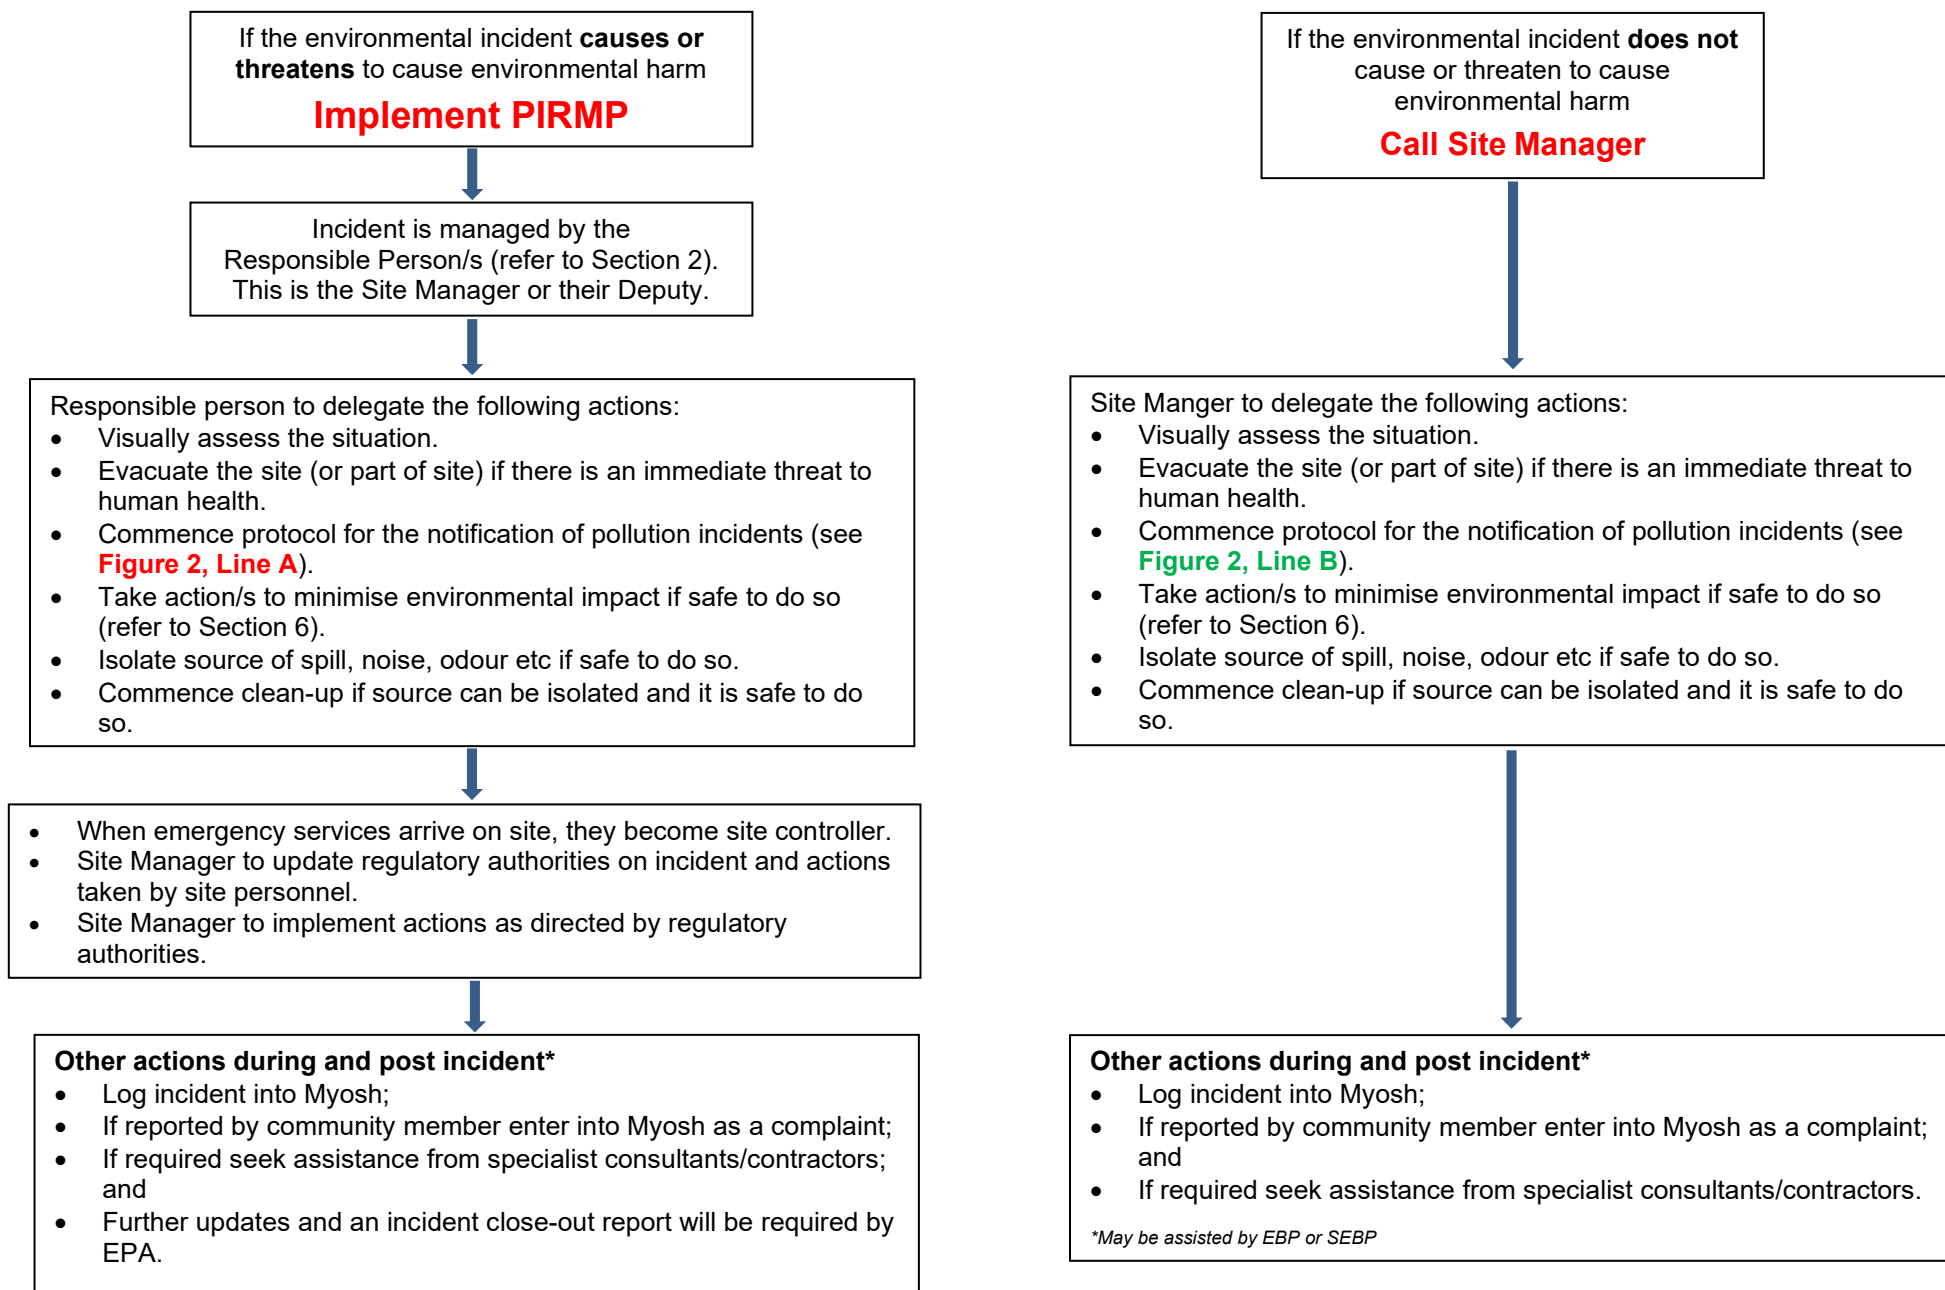 If the environmental incident causes or
threatens to cause environmental harm
Implement PIRMP
Incident is managed by the
Responsible Person/s (refer to Section 2).
This is the Site Manager or their Deputy.
Responsible person to delegate the following actions:
• Visually assess the situation.
• Evacuate the site (or part of site) if there is an immediate threat to
human health.
• Commence protocol for the notification of pollution incidents (see
Figure 2, Line A).
• Take action/s to minimise environmental impact if safe to do so
(refer to Section 6).
• Isolate source of spill, noise, odour etc if safe to do so.
• Commence clean-up if source can be isolated and it is safe to do
so.
• When emergency services arrive on site, they become site controller.
• Site Manager to update regulatory authorities on incident and actions
taken by site personnel.
• Site Manager to implement actions as directed by regulatory
authorities.
Other actions during and post incident*
• Log incident into Myosh;
• If reported by community member enter into Myosh as a complaint;
• If required seek assistance from specialist consultants/contractors;
and
• Further updates and an incident close-out report will be required by
EPA.
If the environmental incident does not
cause or threaten to cause
environmental harm
Call Site Manager
Site Manger to delegate the following actions:
• Visually assess the situation.
• Evacuate the site (or part of site) if there is an immediate threat to
human health.
• Commence protocol for the notification of pollution incidents (see
Figure 2, Line B).
• Take action/s to minimise environmental impact if safe to do so
(refer to Section 6).
• Isolate source of spill, noise, odour etc if safe to do so.
• Commence clean-up if source can be isolated and it is safe to do
so.
Other actions during and post incident*
• Log incident into Myosh;
• If reported by community member enter into Myosh as a complaint;
and
• If required seek assistance from specialist consultants/contractors.
*May be assisted by EBP or SEBP